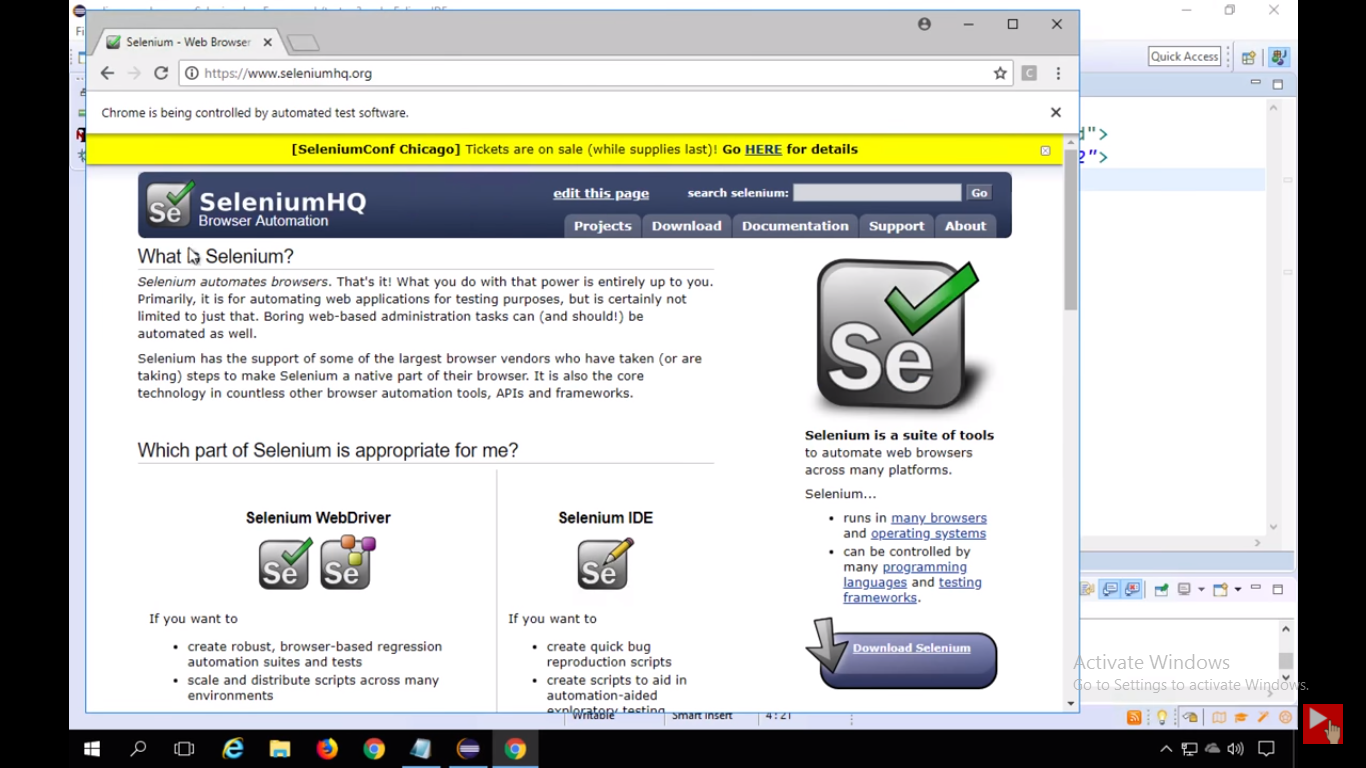 Selenium - Web Browser
https://www.seleniumhq.org
Quick Access
Chrome is being controlled by automated test software.
[SeleniumConf Chicago] Tickets are on sale (while supplies last)! Go HERE for details
d">
2">
Se
SeleniumHQ
Browser Automation
edit this page
search selenium:
Go
Projects
Download
Documentation
Support
About
What Selenium?
Selenium automates browsers. That's it! What you do with that power is entirely up to you.
Primarily, it is for automating web applications for testing purposes, but is certainly not
limited to just that. Boring web-based administration tasks can (and should!) be
automated as well.
Selenium has the support of some of the largest browser vendors who have taken (or are
taking) steps to make Selenium a native part of their browser. It is also the core
technology in countless other browser automation tools, APIs and frameworks.
Which part of Selenium is appropriate for me?
Selenium WebDriver
Se
Se
If you want to
create robust, browser-based regression
automation suites and tests
scale and distribute scripts across many
environments
Selenium IDE
Se
If you want to
create quick bug
reproduction scripts
create scripts to aid in
automation-aided
exploratory testing
Se
Selenium is a suite of tools
to automate web browsers
across many platforms.
Selenium...
runs in many browsers
and operating systems
can be controlled by
many programming
languages and testing
frameworks.
Download Selenium
Activate Windows
Go to Settings to activate Windows.
Writable
Smart Insert
4 : 21